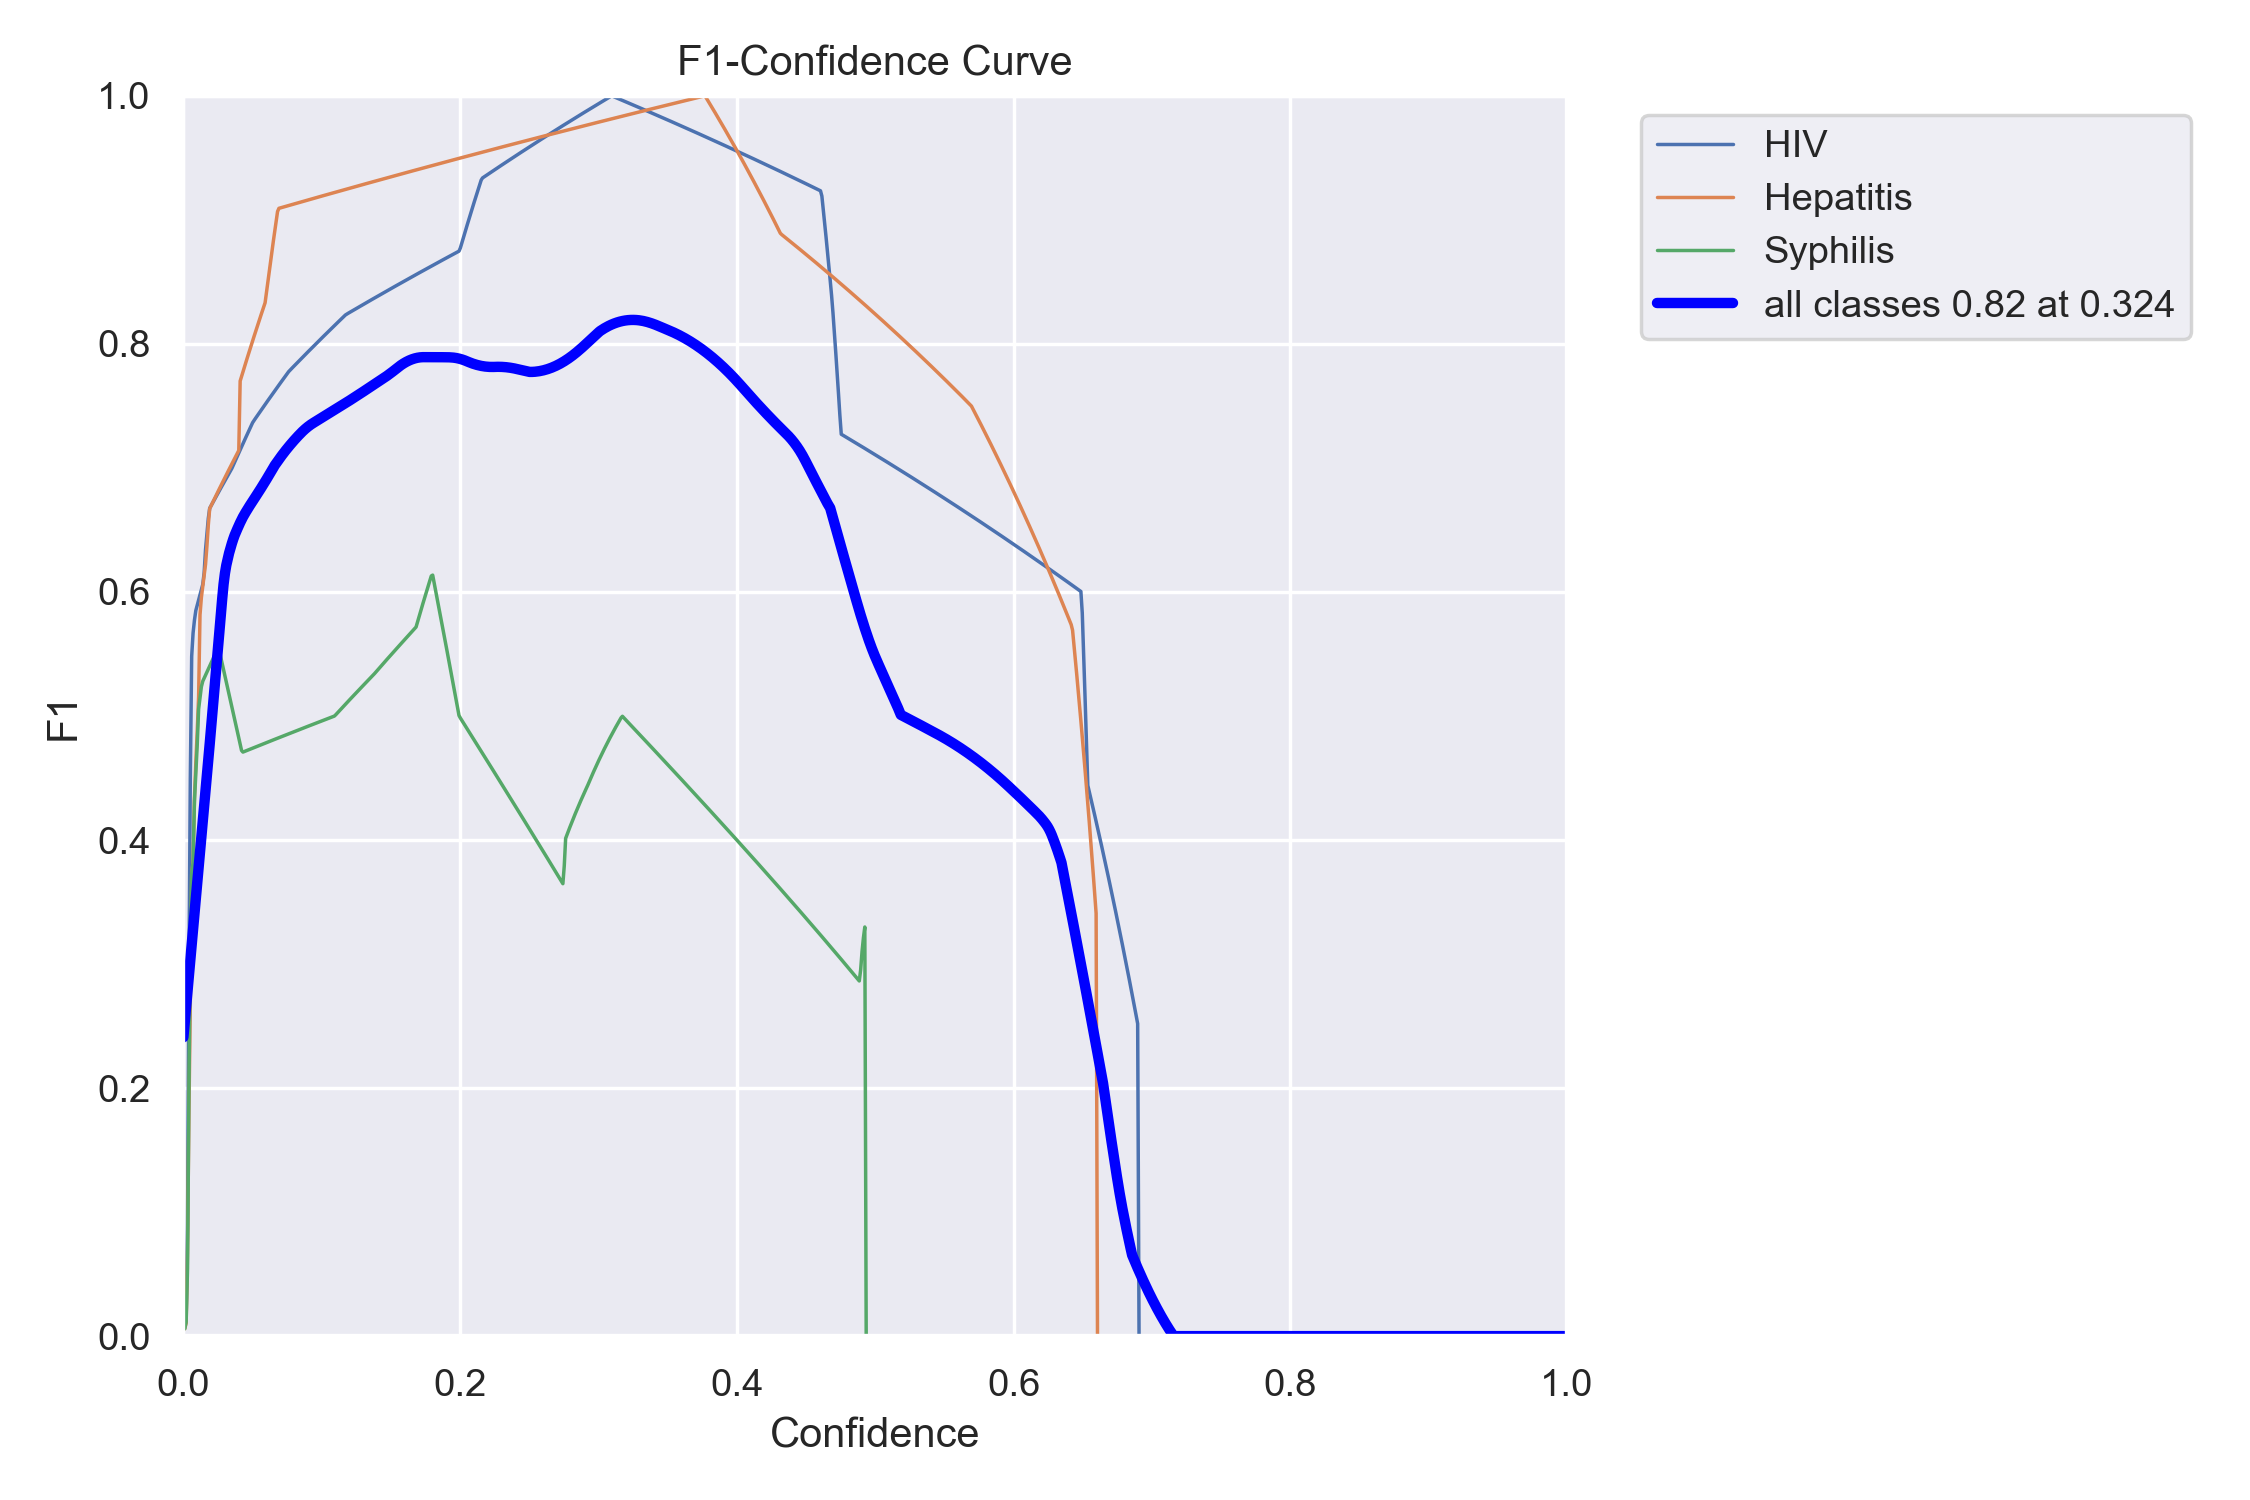 F1-Confidence Curve
1.0
0.8
0.6
0.4
0.2
0.0
F1
0.0 0.2 0.4 0.6 0.8 1.0
Confidence
HIV
Hepatitis
Syphilis
all classes 0.82 at 0.324